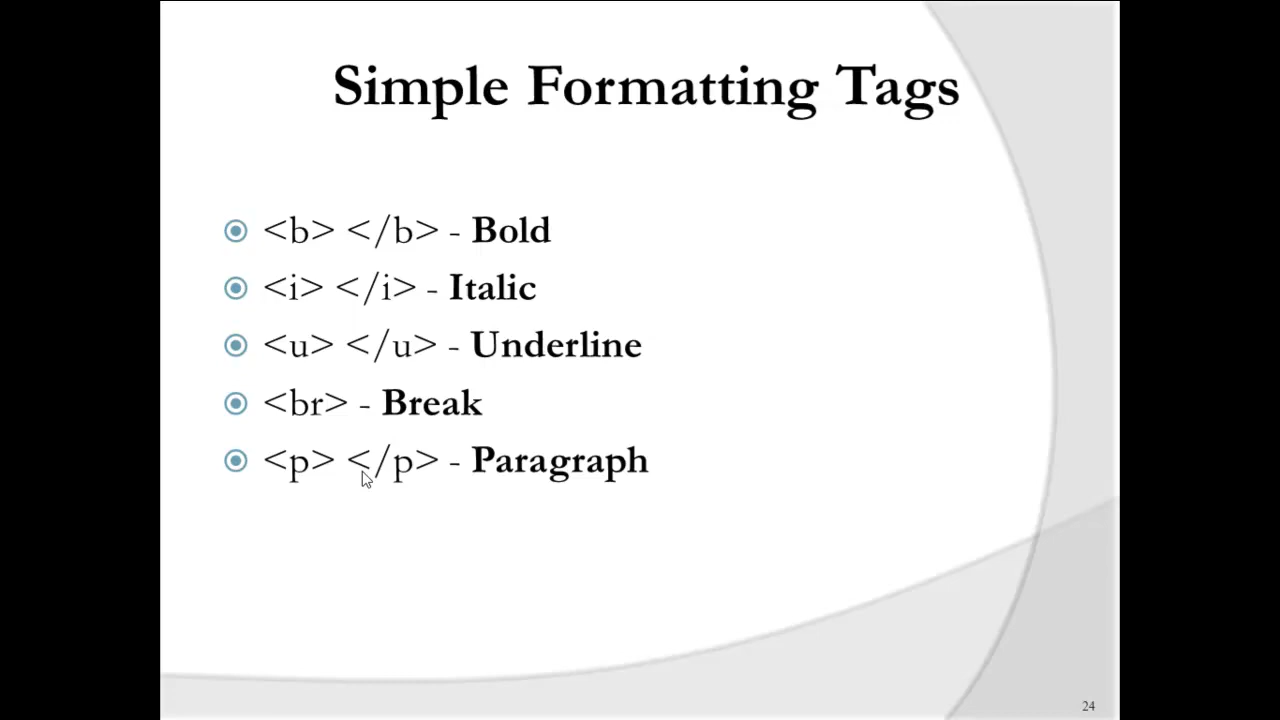 Simple Formatting Tags
<b> </b> - Bold
<i> </i> - Italic
<u> </u> - Underline
<br> - Break
<p> </p> - Paragraph
24